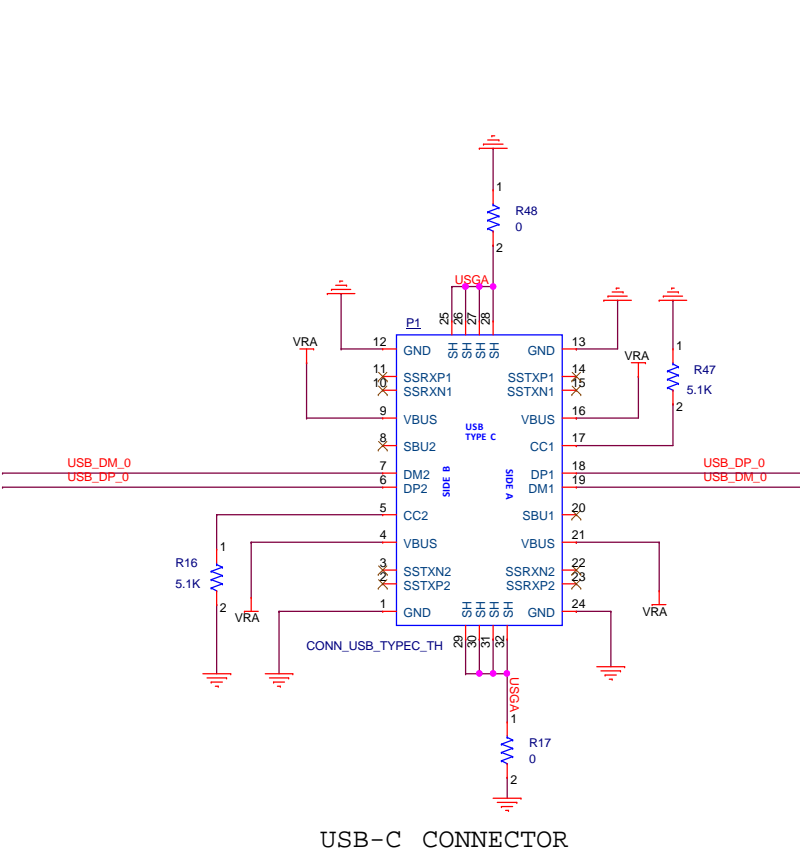 1
R48
0
2
USGA
25
26
27
28
P1
SH
SH
SH
SH
12
GND
GND
13
VRA
VRA
1
11
SSRXP1
SSTXP1
14
10
SSRXN1
SSTXN1
15
R47
5.1K
2
9
VBUS
VBUS
16
USB
TYPE C
8
SBU2
CC1
17
USB_DM_0
7
DM2
DP1
18
USB_DP_0
USB_DP_0
6
DP2
DM1
19
USB_DM_0
SIDE B
SIDE A
5
CC2
SBU1
20
4
VBUS
VBUS
21
1
R16
5.1K
2
3
SSTXN2
SSRXN2
22
2
SSTXP2
SSRXP2
23
VRA
VRA
1
GND
GND
24
SH
SH
SH
SH
CONN_USB_TYPEC_TH
29
30
31
32
USGA
1
R17
0
2
USB-C CONNECTOR